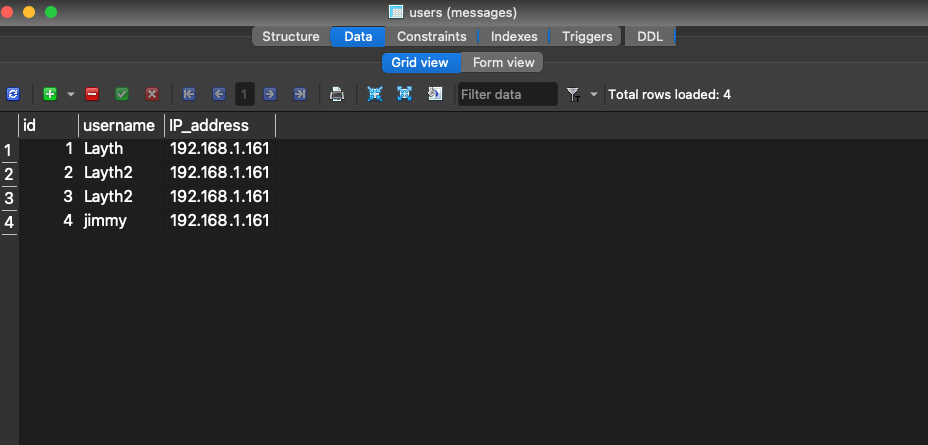 users (messages)
Structure Data Constraints Indexes Triggers DDL
Grid view Form view
1 Filter data Total rows loaded: 4
id username IP_address
1 1 Layth 192.168.1.161
2 2 Layth2 192.168.1.161
3 3 Layth2 192.168.1.161
4 4 jimmy 192.168.1.161